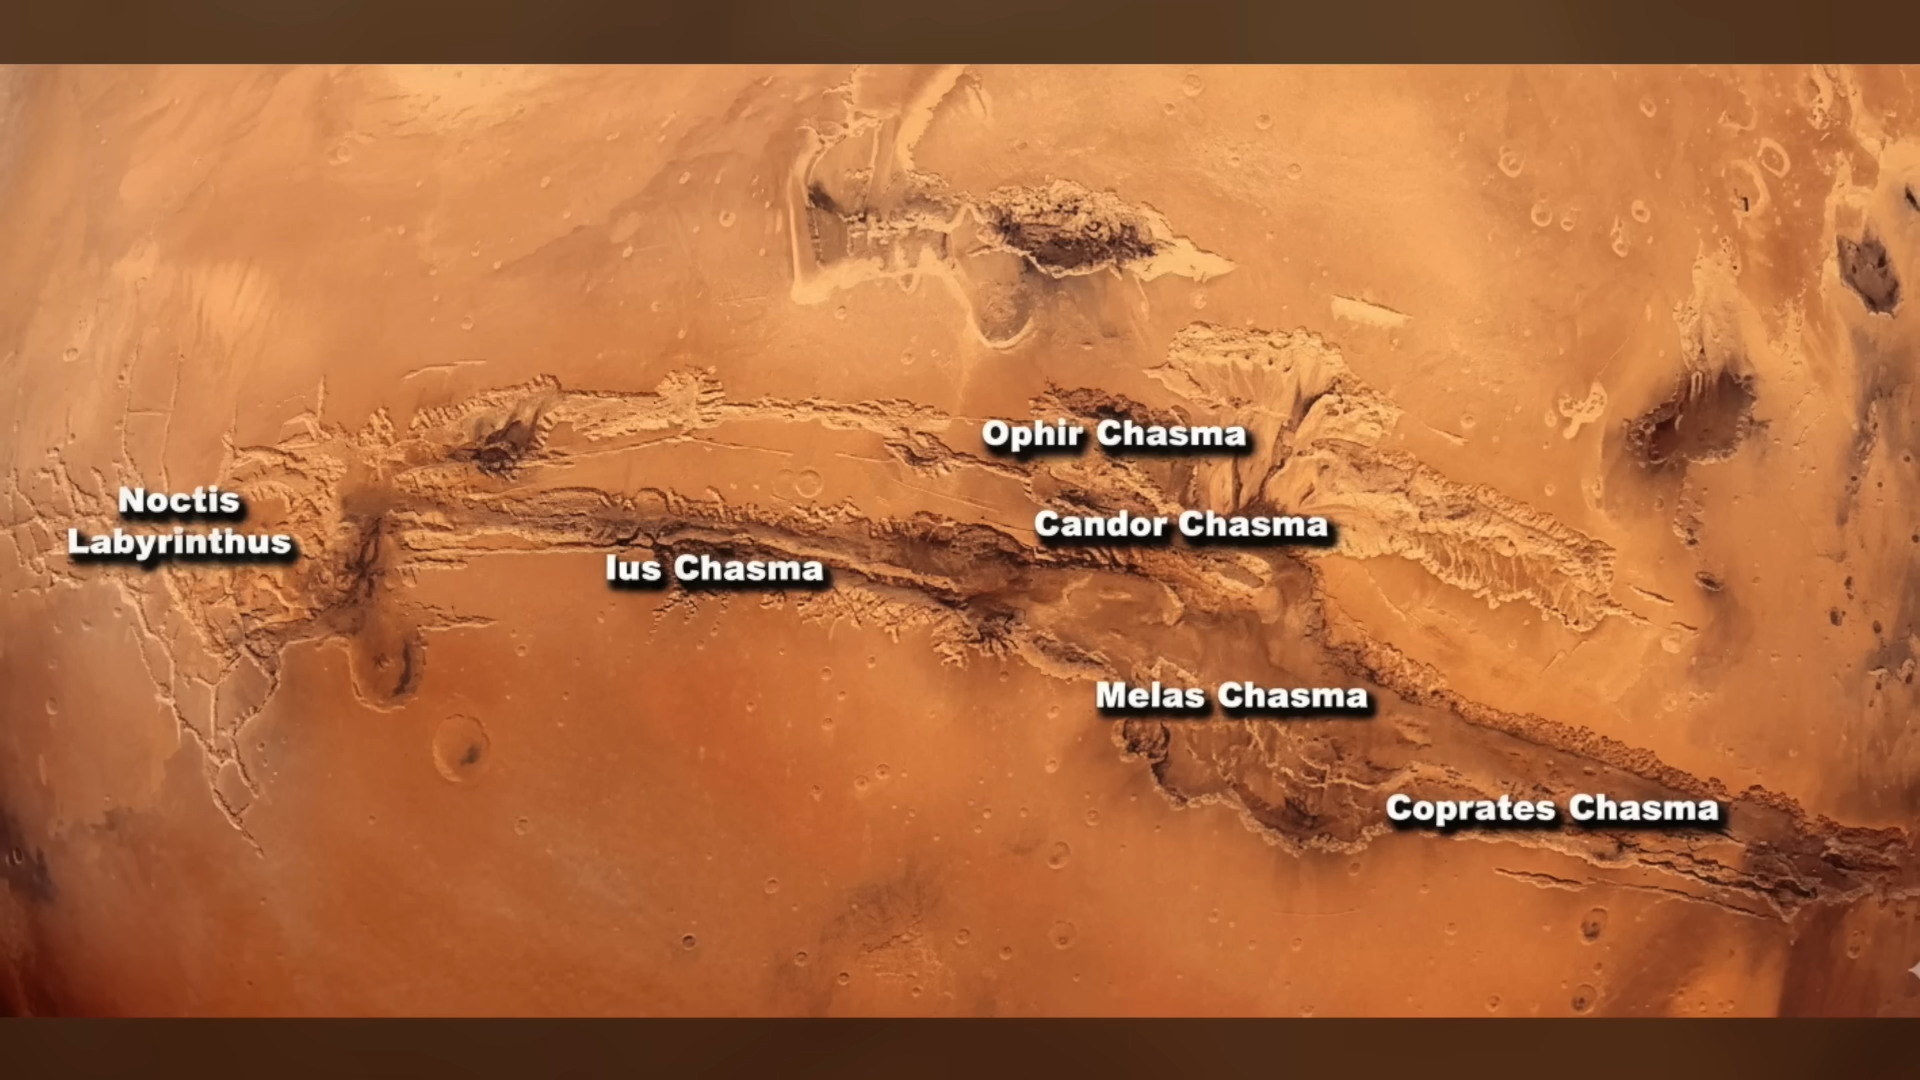 Ophir Chasma
Noctis
Labyrinthus
Candor Chasma
Ius Chasma
Melas Chasma
Coprates Chasma